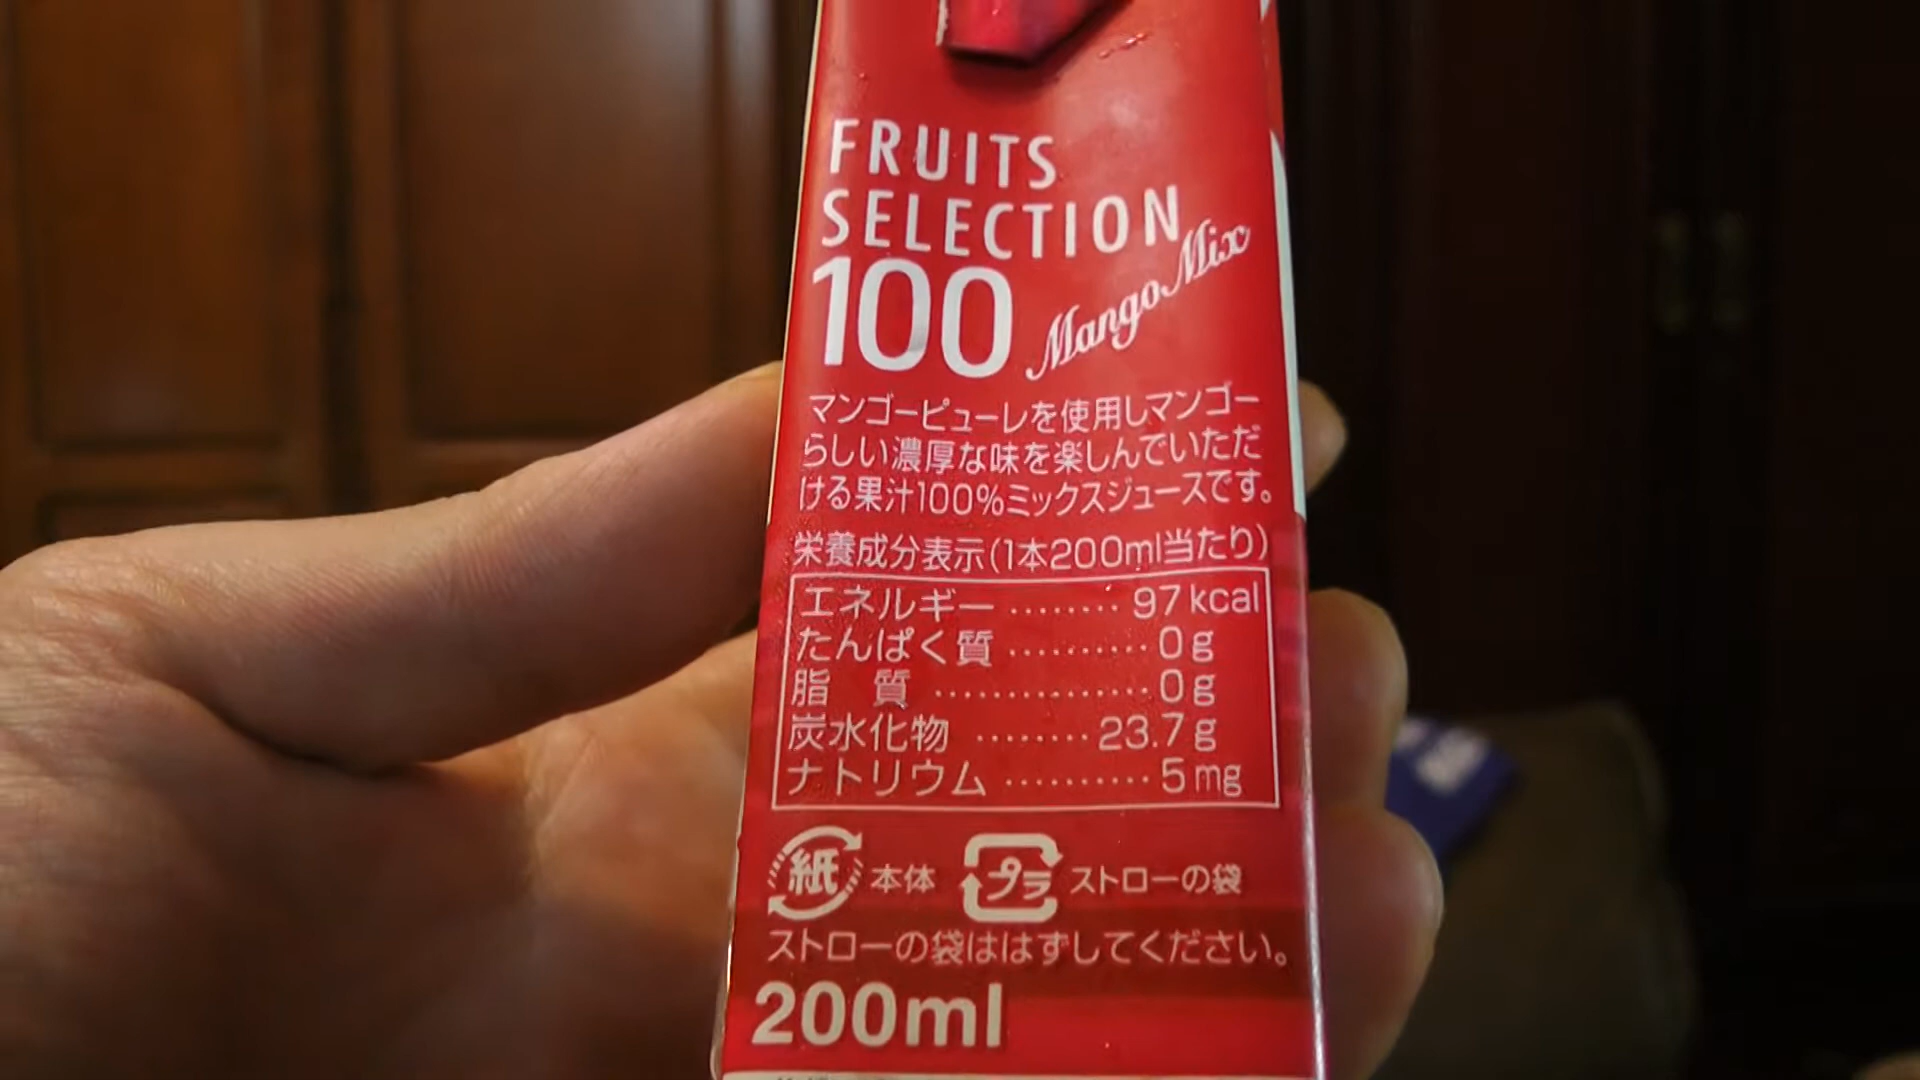 FRUITS
SELECTION
100 Mango Mix
マンゴーピューレを使用しマンゴー
らしい濃厚な味を楽しんでいただ
ける果汁100%ミックスジュースです。
栄養成分表示(1本200ml当たり)
エネルギー ........ 97kcal
たんぱく質 .......... 0g
脂 質 ............... 0g
炭水化物 ........ 23.7g
ナトリウム .......... 5mg
紙 本体 プラ ストローの袋
ストローの袋ははずしてください。
200ml